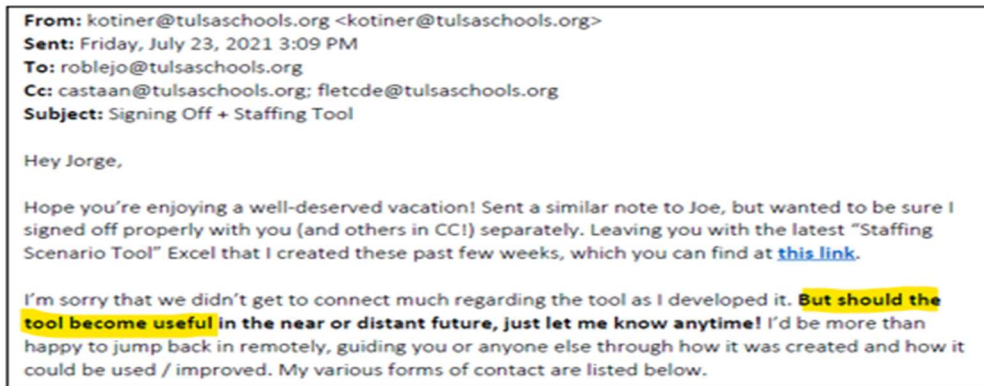 From: kotiner@tulsaschools.org <kotiner@tulsaschools.org>
Sent: Friday, July 23, 2021 3:09 PM
To: roblejo@tulsaschools.org
Cc: castaan@tulsaschools.org; fletcde@tulsaschools.org
Subject: Signing Off + Staffing Tool
Hey Jorge,
Hope you're enjoying a well-deserved vacation! Sent a similar note to Joe, but wanted to be sure I
signed off properly with you (and others in CC!) separately. Leaving you with the latest "Staffing
Scenario Tool" Excel that I created these past few weeks, which you can find at this link.
I'm sorry that we didn't get to connect much regarding the tool as I developed it. But should the
tool become useful in the near or distant future, just let me know anytime! I'd be more than
happy to jump back in remotely, guiding you or anyone else through how it was created and how it
could be used / improved. My various forms of contact are listed below.